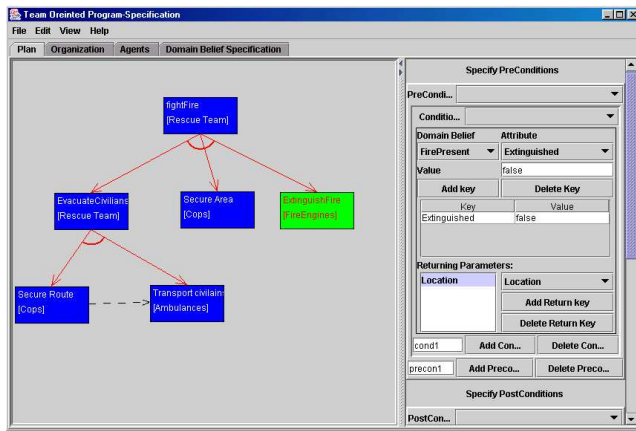 Team Oreinted Program-Specification
File Edit View Help
Plan Organization Agents Domain Belief Specification
fightFire
[Rescue Team]
EvacuateCivilians
[Rescue Team]
Secure Area
[Cops]
ExtinguishFire
[FireEngines]
Secure Route
[Cops]
Transport civilains
[Ambulances]
Specify PreConditions
PreCondi...
Conditio...
Domain Belief Attribute
FirePresent Extinguished
Value false
Add key Delete Key
Key Value
Extinguished false
Returning Parameters:
Location Location
Add Return key
Delete Return Key
cond1 Add Con... Delete Con...
precon1 Add Preco... Delete Preco...
Specify PostConditions
PostCon...